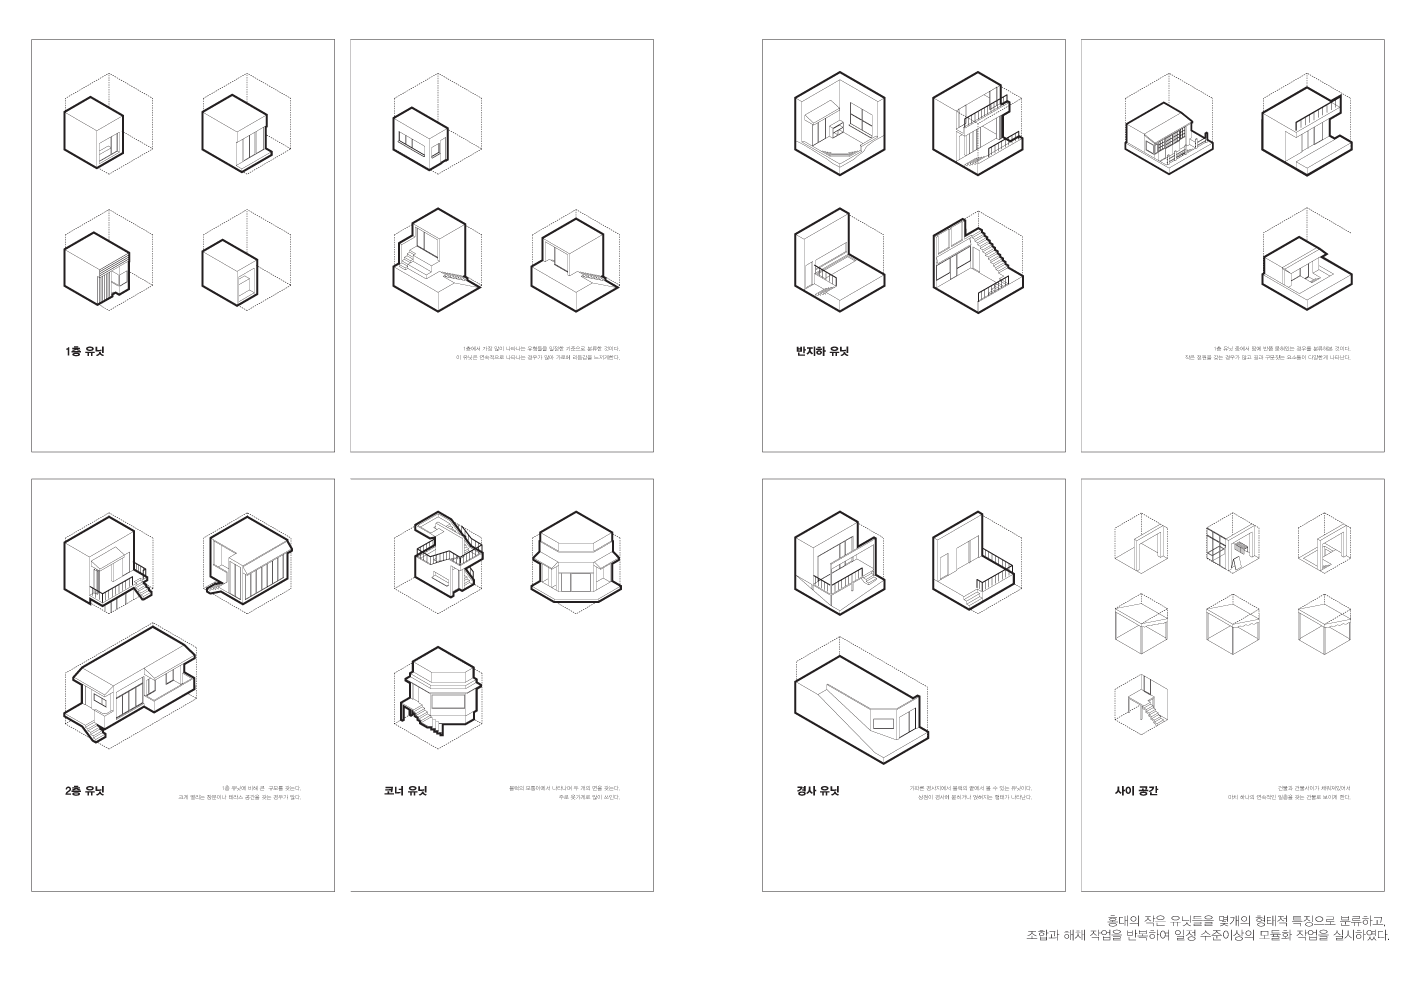 1층 유닛
1층에서 가장 많이 나타나는 유형들을 일정한 기준으로 분류한 것이다.
이 유닛은 연속적으로 나타나는 경우가 많아 가로에 리듬감을 느끼게한다.
반지하 유닛
1층 유닛 중에서 땅에 반쯤 묻혀있는 경우를 분류해본 것이다.
작은 정원을 갖는 경우가 많고 길과 구분짓는 요소들이 다양하게 나타난다.
2층 유닛
1층 유닛에 비해 큰 규모를 갖는다.
크게 열리는 창문이나 테라스 공간을 갖는 경우가 많다.
코너 유닛
블럭의 모퉁이에서 나타나며 두 개의 면을 갖는다.
주로 옷가게로 많이 쓰인다.
경사 유닛
가파른 경사지에서 블럭의 끝에서 볼 수 있는 유닛이다.
상점이 경사에 묻히거나 얹혀지는 형태가 나타난다.
사이 공간
건물과 건물사이가 채워져있어서
마치 하나의 연속적인 일층을 갖는 건물로 보이게 한다.
홍대의 작은 유닛들을 몇개의 형태적 특징으로 분류하고,
조합과 해체 작업을 반복하여 일정 수준이상의 모듈화 작업을 실시하였다.